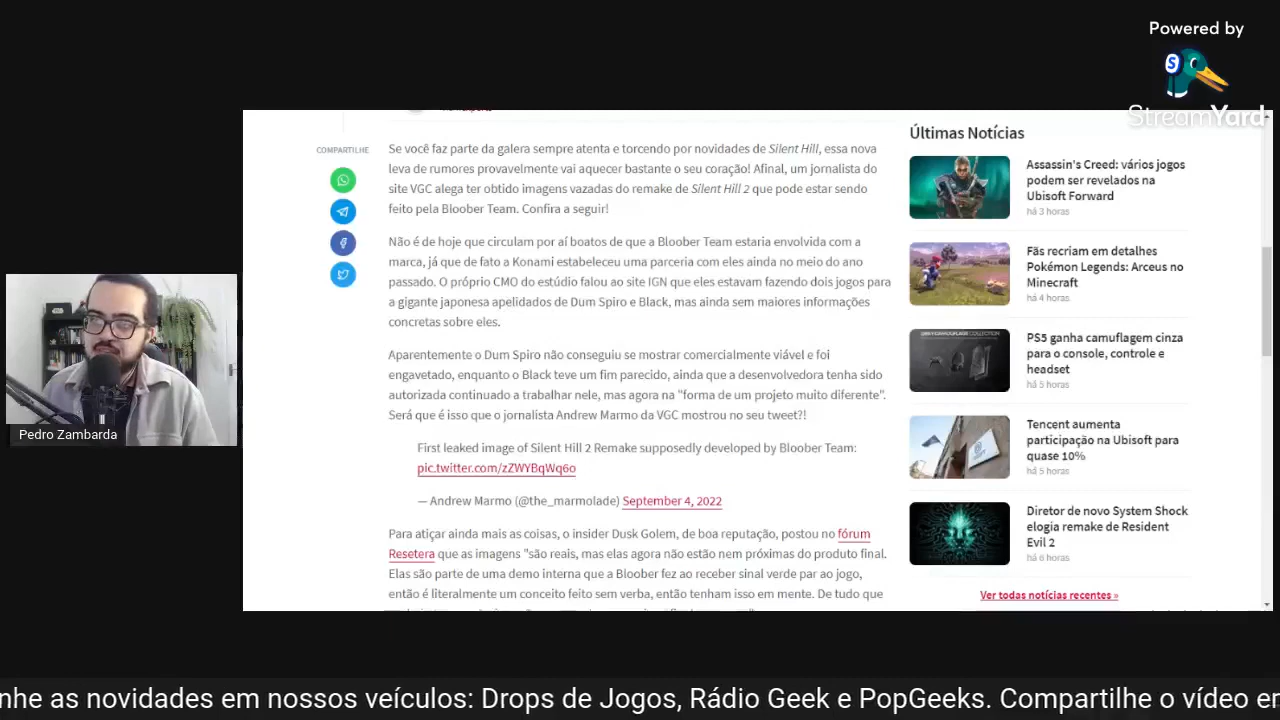 Powered by
StreamYard
COMPARTILHE
Se você faz parte da galera sempre atenta e torcendo por novidades de Silent Hill, essa nova
leva de rumores provavelmente vai aquecer bastante o seu coração! Afinal, um jornalista do
site VGC alega ter obtido imagens vazadas do remake de Silent Hill 2 que pode estar sendo
feito pela Bloober Team. Confira a seguir!
Não é de hoje que circulam por aí boatos de que a Bloober Team estaria envolvida com a
marca, já que de fato a Konami estabeleceu uma parceria com eles ainda no meio do ano
passado. O próprio CMO do estúdio falou ao site IGN que eles estavam fazendo dois jogos para
a gigante japonesa apelidados de Dum Spiro e Black, mas ainda sem maiores informações
concretas sobre eles.
Aparentemente o Dum Spiro não conseguiu se mostrar comercialmente viável e foi
engavetado, enquanto o Black teve um fim parecido, ainda que a desenvolvedora tenha sido
autorizada continuado a trabalhar nele, mas agora na "forma de um projeto muito diferente".
Será que é isso que o jornalista Andrew Marmo da VGC mostrou no seu tweet?!
First leaked image of Silent Hill 2 Remake supposedly developed by Bloober Team:
pic.twitter.com/zZWYBqWq6o
— Andrew Marmo (@the_marmolade) September 4, 2022
Para atiçar ainda mais as coisas, o insider Dusk Golem, de boa reputação, postou no fórum
Resetera que as imagens "são reais, mas elas agora não estão nem próximas do produto final.
Elas são parte de uma demo interna que a Bloober fez ao receber sinal verde par ao jogo,
então é literalmente um conceito feito sem verba, então tenham isso em mente. De tudo que
Últimas Notícias
Assassin's Creed: vários jogos
podem ser revelados na
Ubisoft Forward
há 3 horas
Fãs recriam em detalhes
Pokémon Legends: Arceus no
Minecraft
há 4 horas
PS5 ganha camuflagem cinza
para o console, controle e
headset
há 5 horas
Tencent aumenta
participação na Ubisoft para
quase 10%
há 5 horas
Diretor de novo System Shock
elogia remake de Resident
Evil 2
há 6 horas
Ver todas notícias recentes »
Pedro Zambarda
nhe as novidades em nossos veículos: Drops de Jogos, Rádio Geek e PopGeeks. Compartilhe o vídeo em